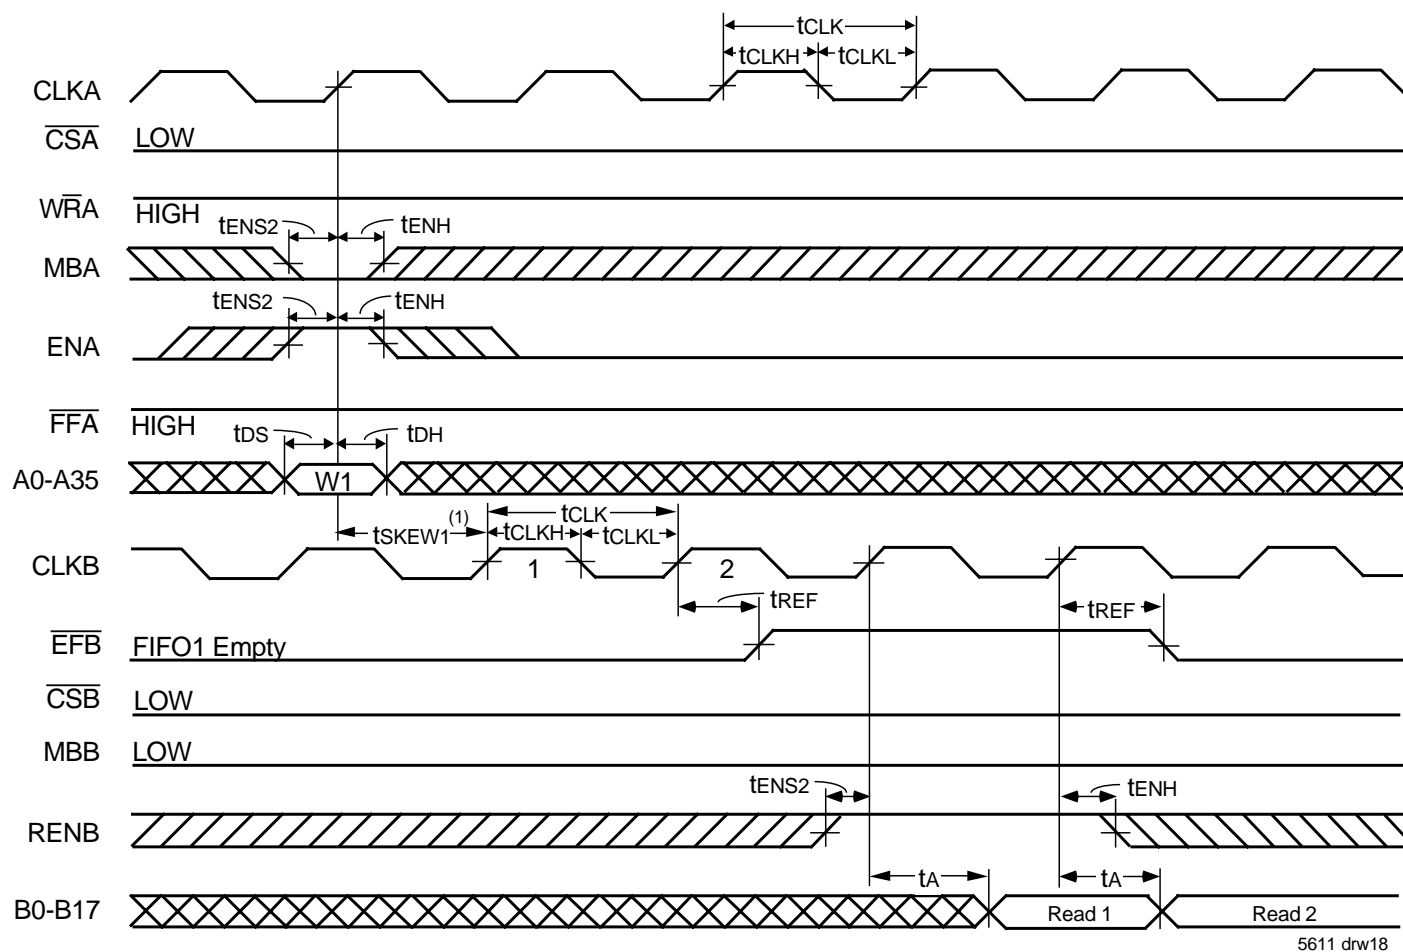 tCLK
tCLKH tCLKL
CLKA
CSA LOW
WRA HIGH
tENS2 tENH
MBA
tENS2 tENH
ENA
FFA HIGH
tDS tDH
A0-A35 W1
tSKEW1(1) tCLK
tCLKH tCLKL
CLKB 1 2
tREF tREF
EFB FIFO1 Empty
CSB LOW
MBB LOW
tENS2 tENH
RENB
tA tA
B0-B17 Read 1 Read 2
5611 drw18